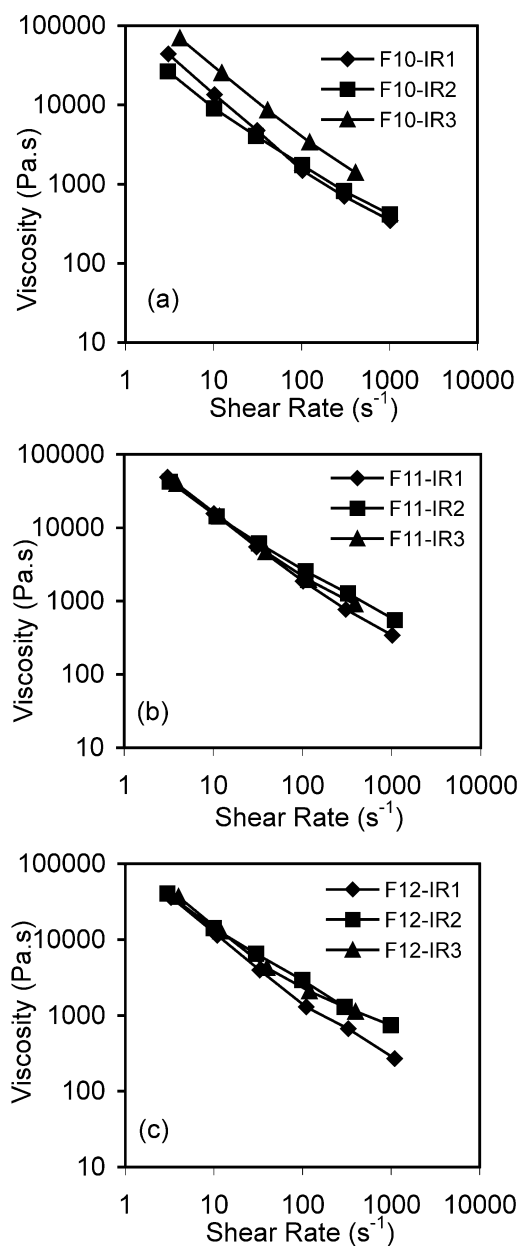 100000
10000
1000
100
10
Viscosity (Pa.s)
F10-IR1
F10-IR2
F10-IR3
(a)
1 10 100 1000 10000
Shear Rate (s⁻¹)
100000
10000
1000
100
10
Viscosity (Pa.s)
F11-IR1
F11-IR2
F11-IR3
(b)
1 10 100 1000 10000
Shear Rate (s⁻¹)
100000
10000
1000
100
10
Viscosity (Pa.s)
F12-IR1
F12-IR2
F12-IR3
(c)
1 10 100 1000 10000
Shear Rate (s⁻¹)